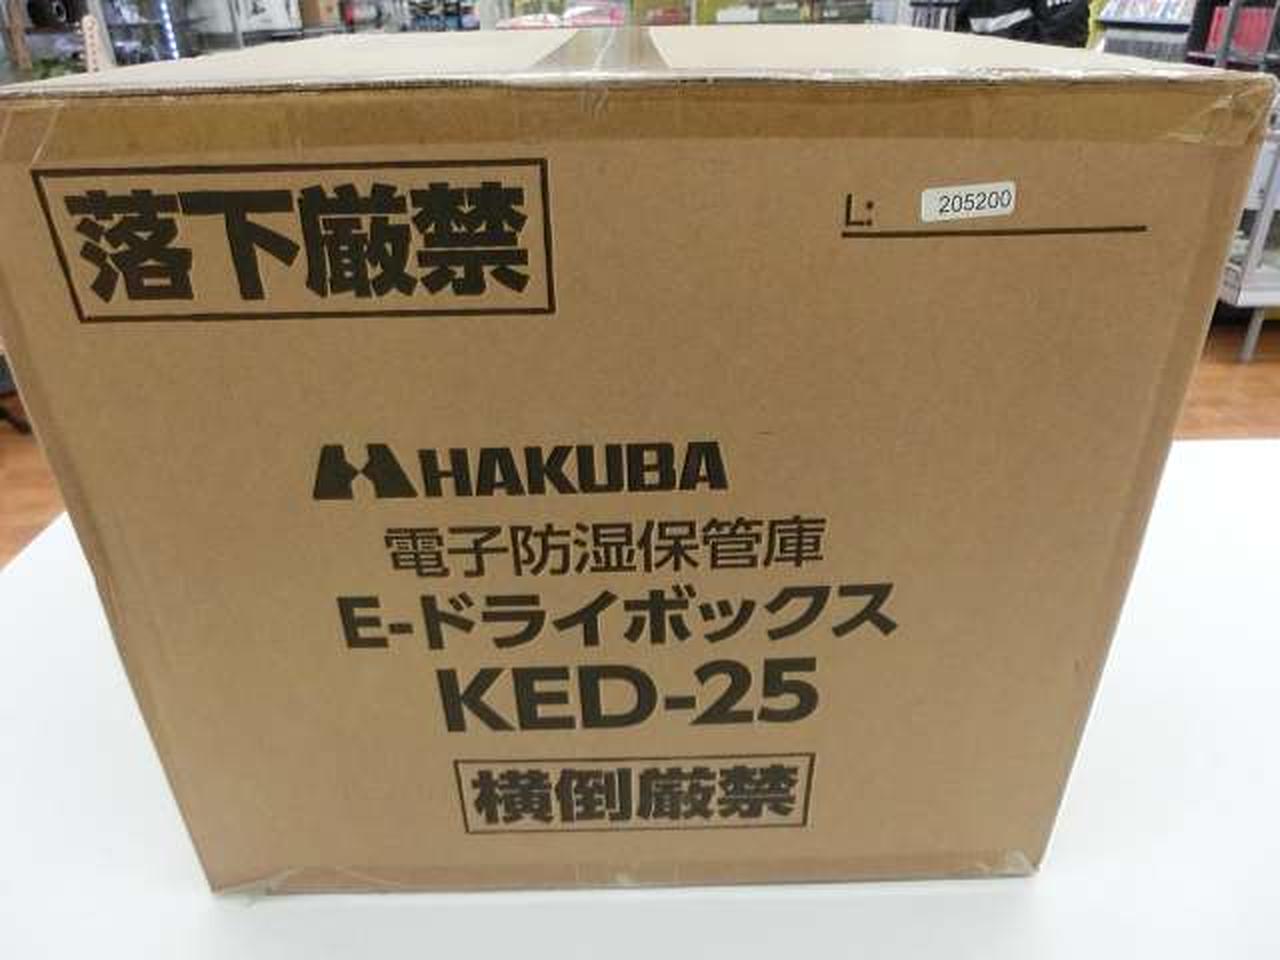 落下厳禁
L: 205200
HAKUBA
電子防湿保管庫
E-ドライボックス
KED-25
横倒厳禁